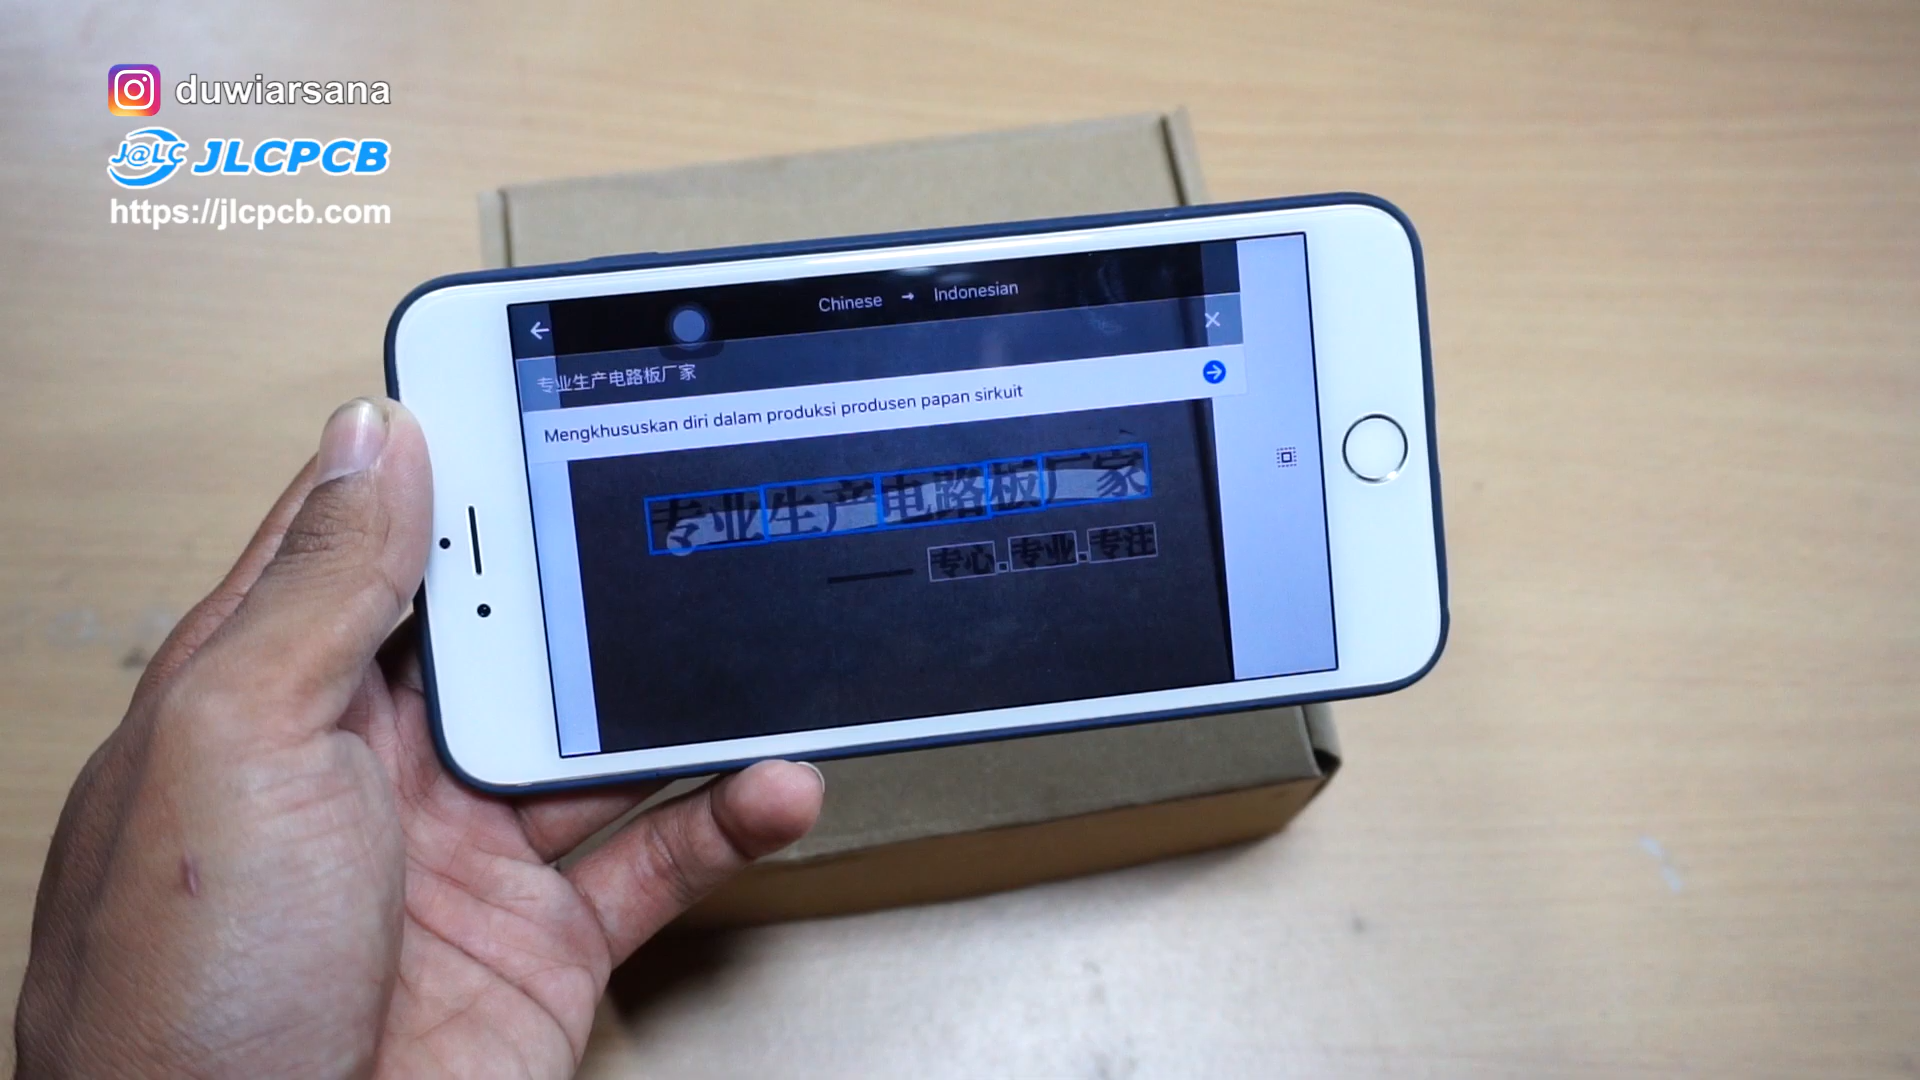 duwiarsana
J@LC JLCPCB
https://jlcpcb.com
Chinese → Indonesian
专业生产电路板厂家
Mengkhususkan diri dalam produksi produsen papan sirkuit
专业生产电路板厂家
专心.专业.专注